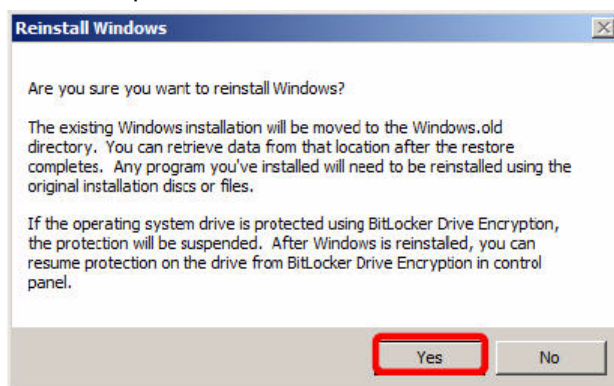 Reinstall Windows
Are you sure you want to reinstall Windows?
The existing Windows installation will be moved to the Windows.old
directory. You can retrieve data from that location after the restore
completes. Any program you've installed will need to be reinstalled using the
original installation discs or files.
If the operating system drive is protected using BitLocker Drive Encryption,
the protection will be suspended. After Windows is reinstaled, you can
resume protection on the drive from BitLocker Drive Encryption in control
panel.
Yes
No